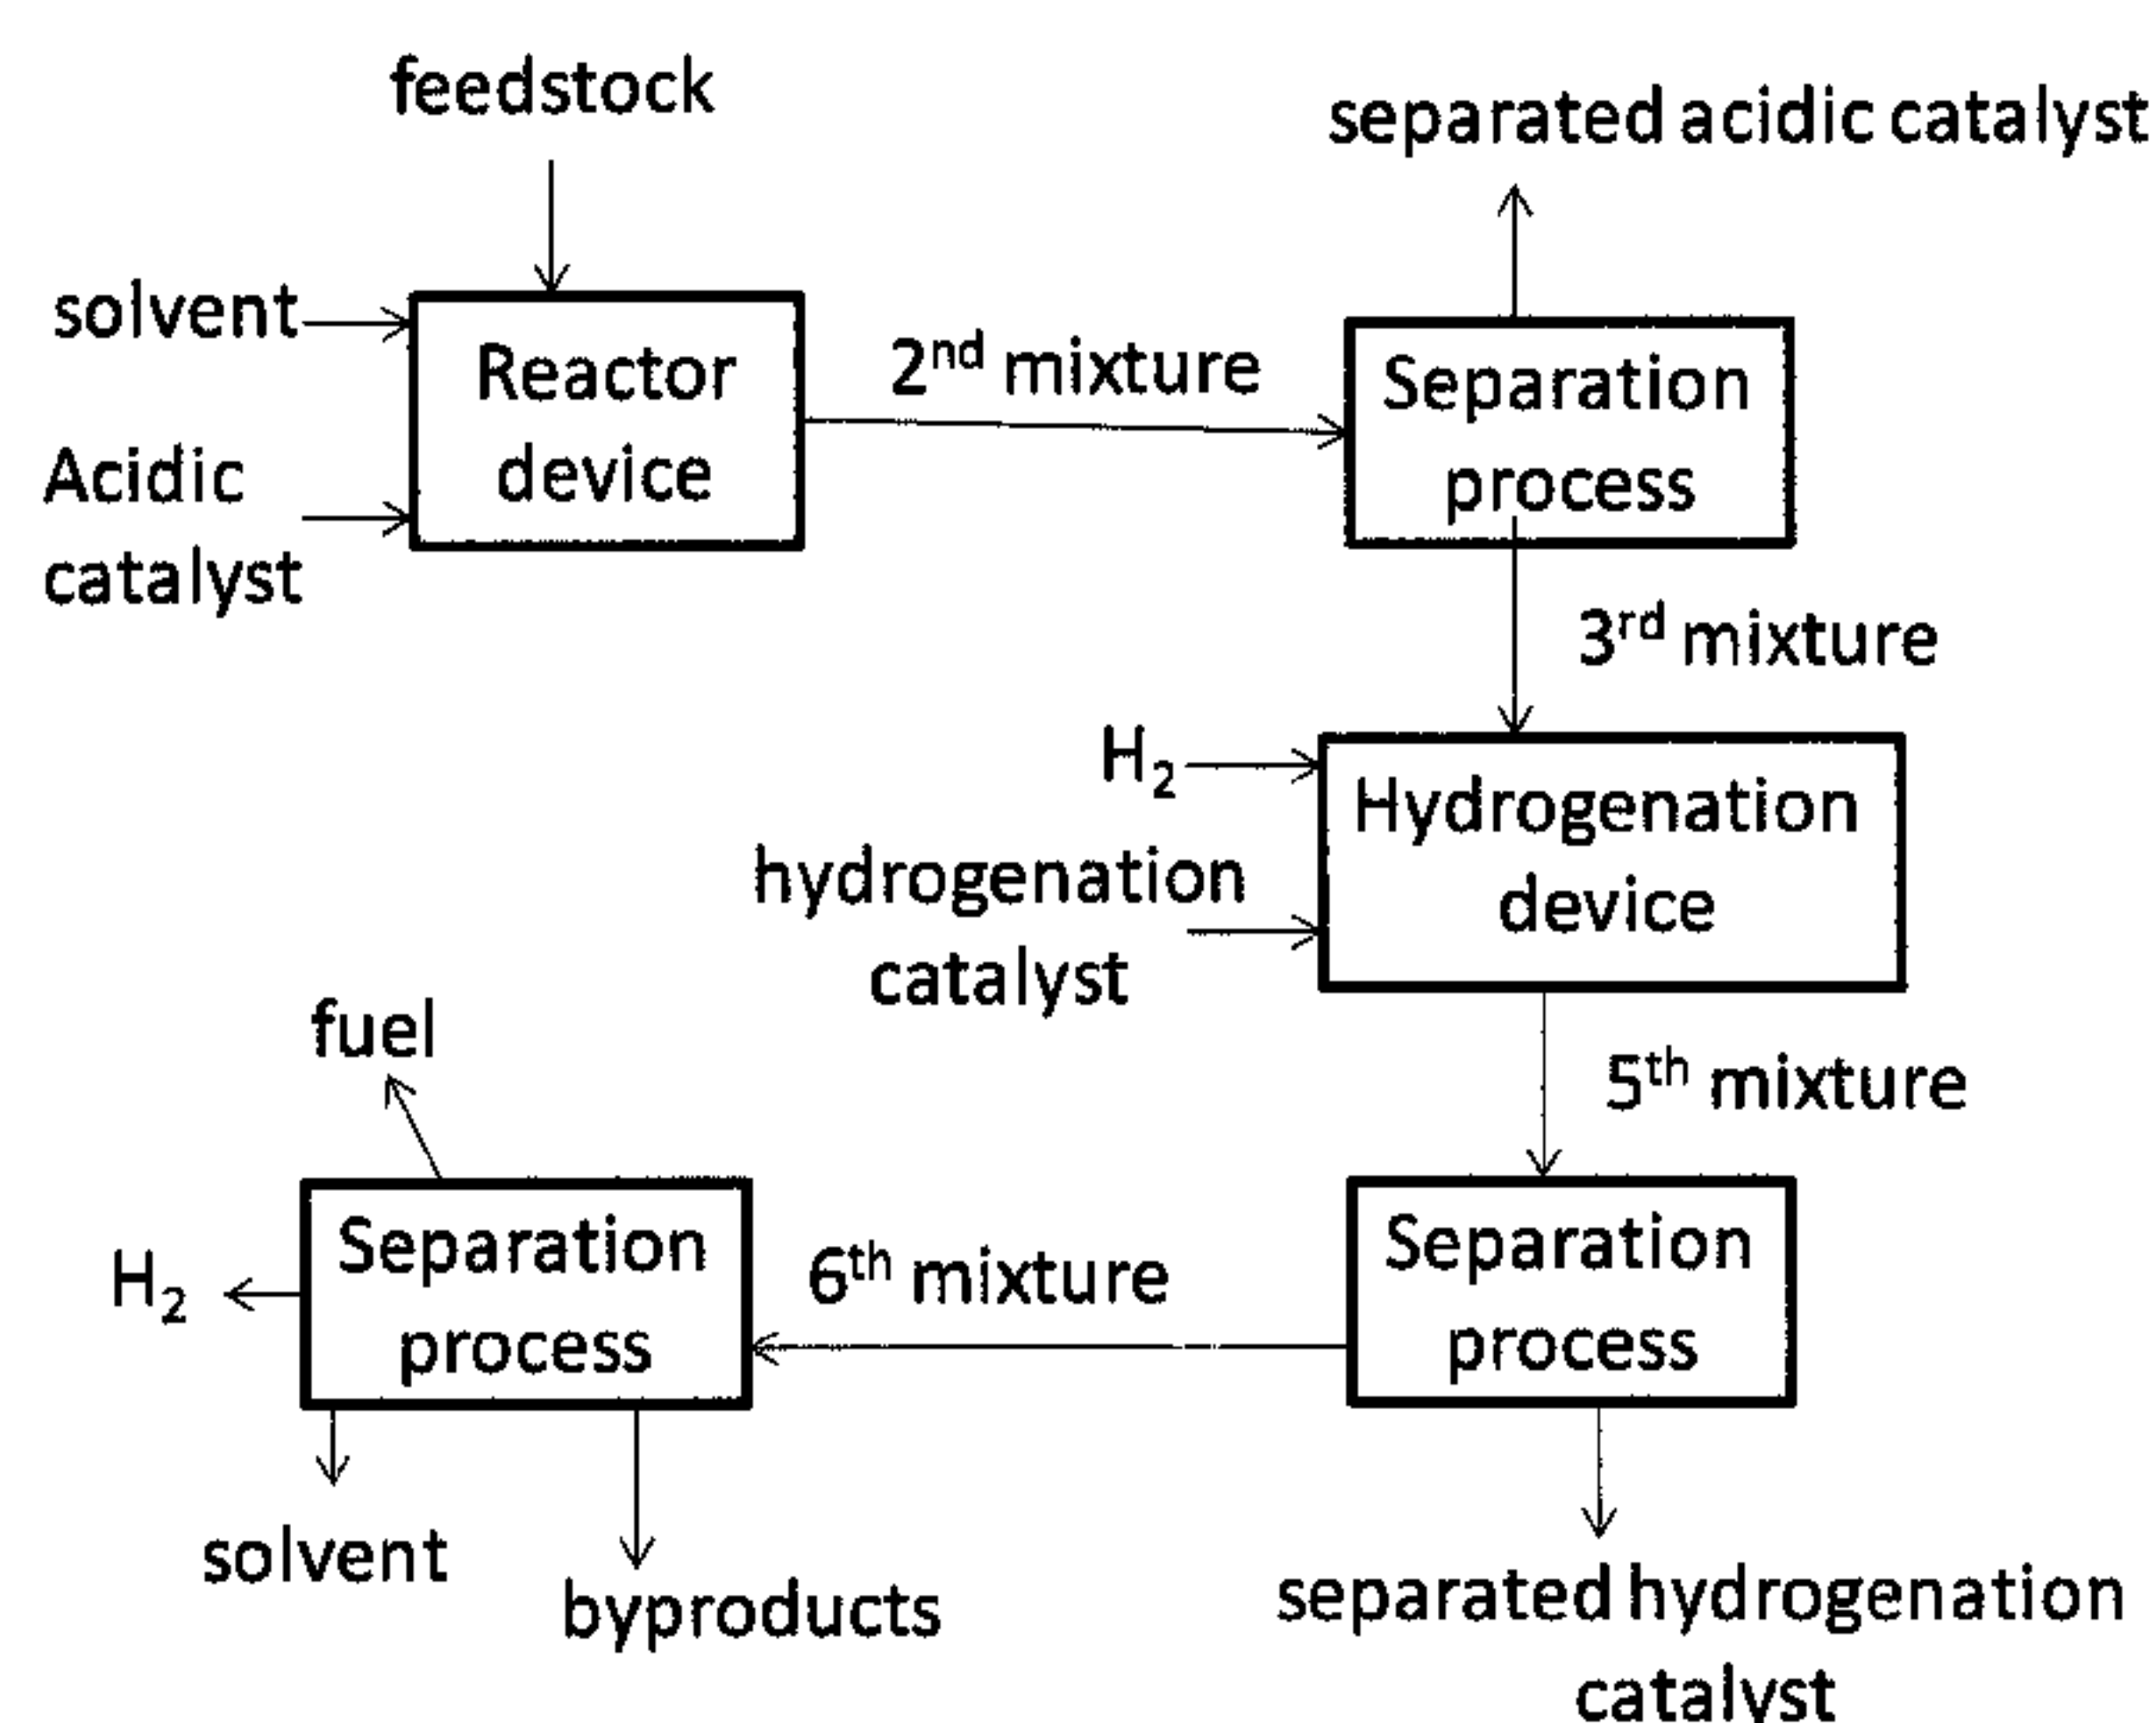 feedstock
separated acidic catalyst
solvent
Acidic
catalyst
Reactor
device
2nd mixture
Separation
process
3rd mixture
H2
hydrogenation
catalyst
Hydrogenation
device
5th mixture
fuel
Separation
process
H2
6th mixture
Separation
process
solvent
byproducts
separated hydrogenation
catalyst